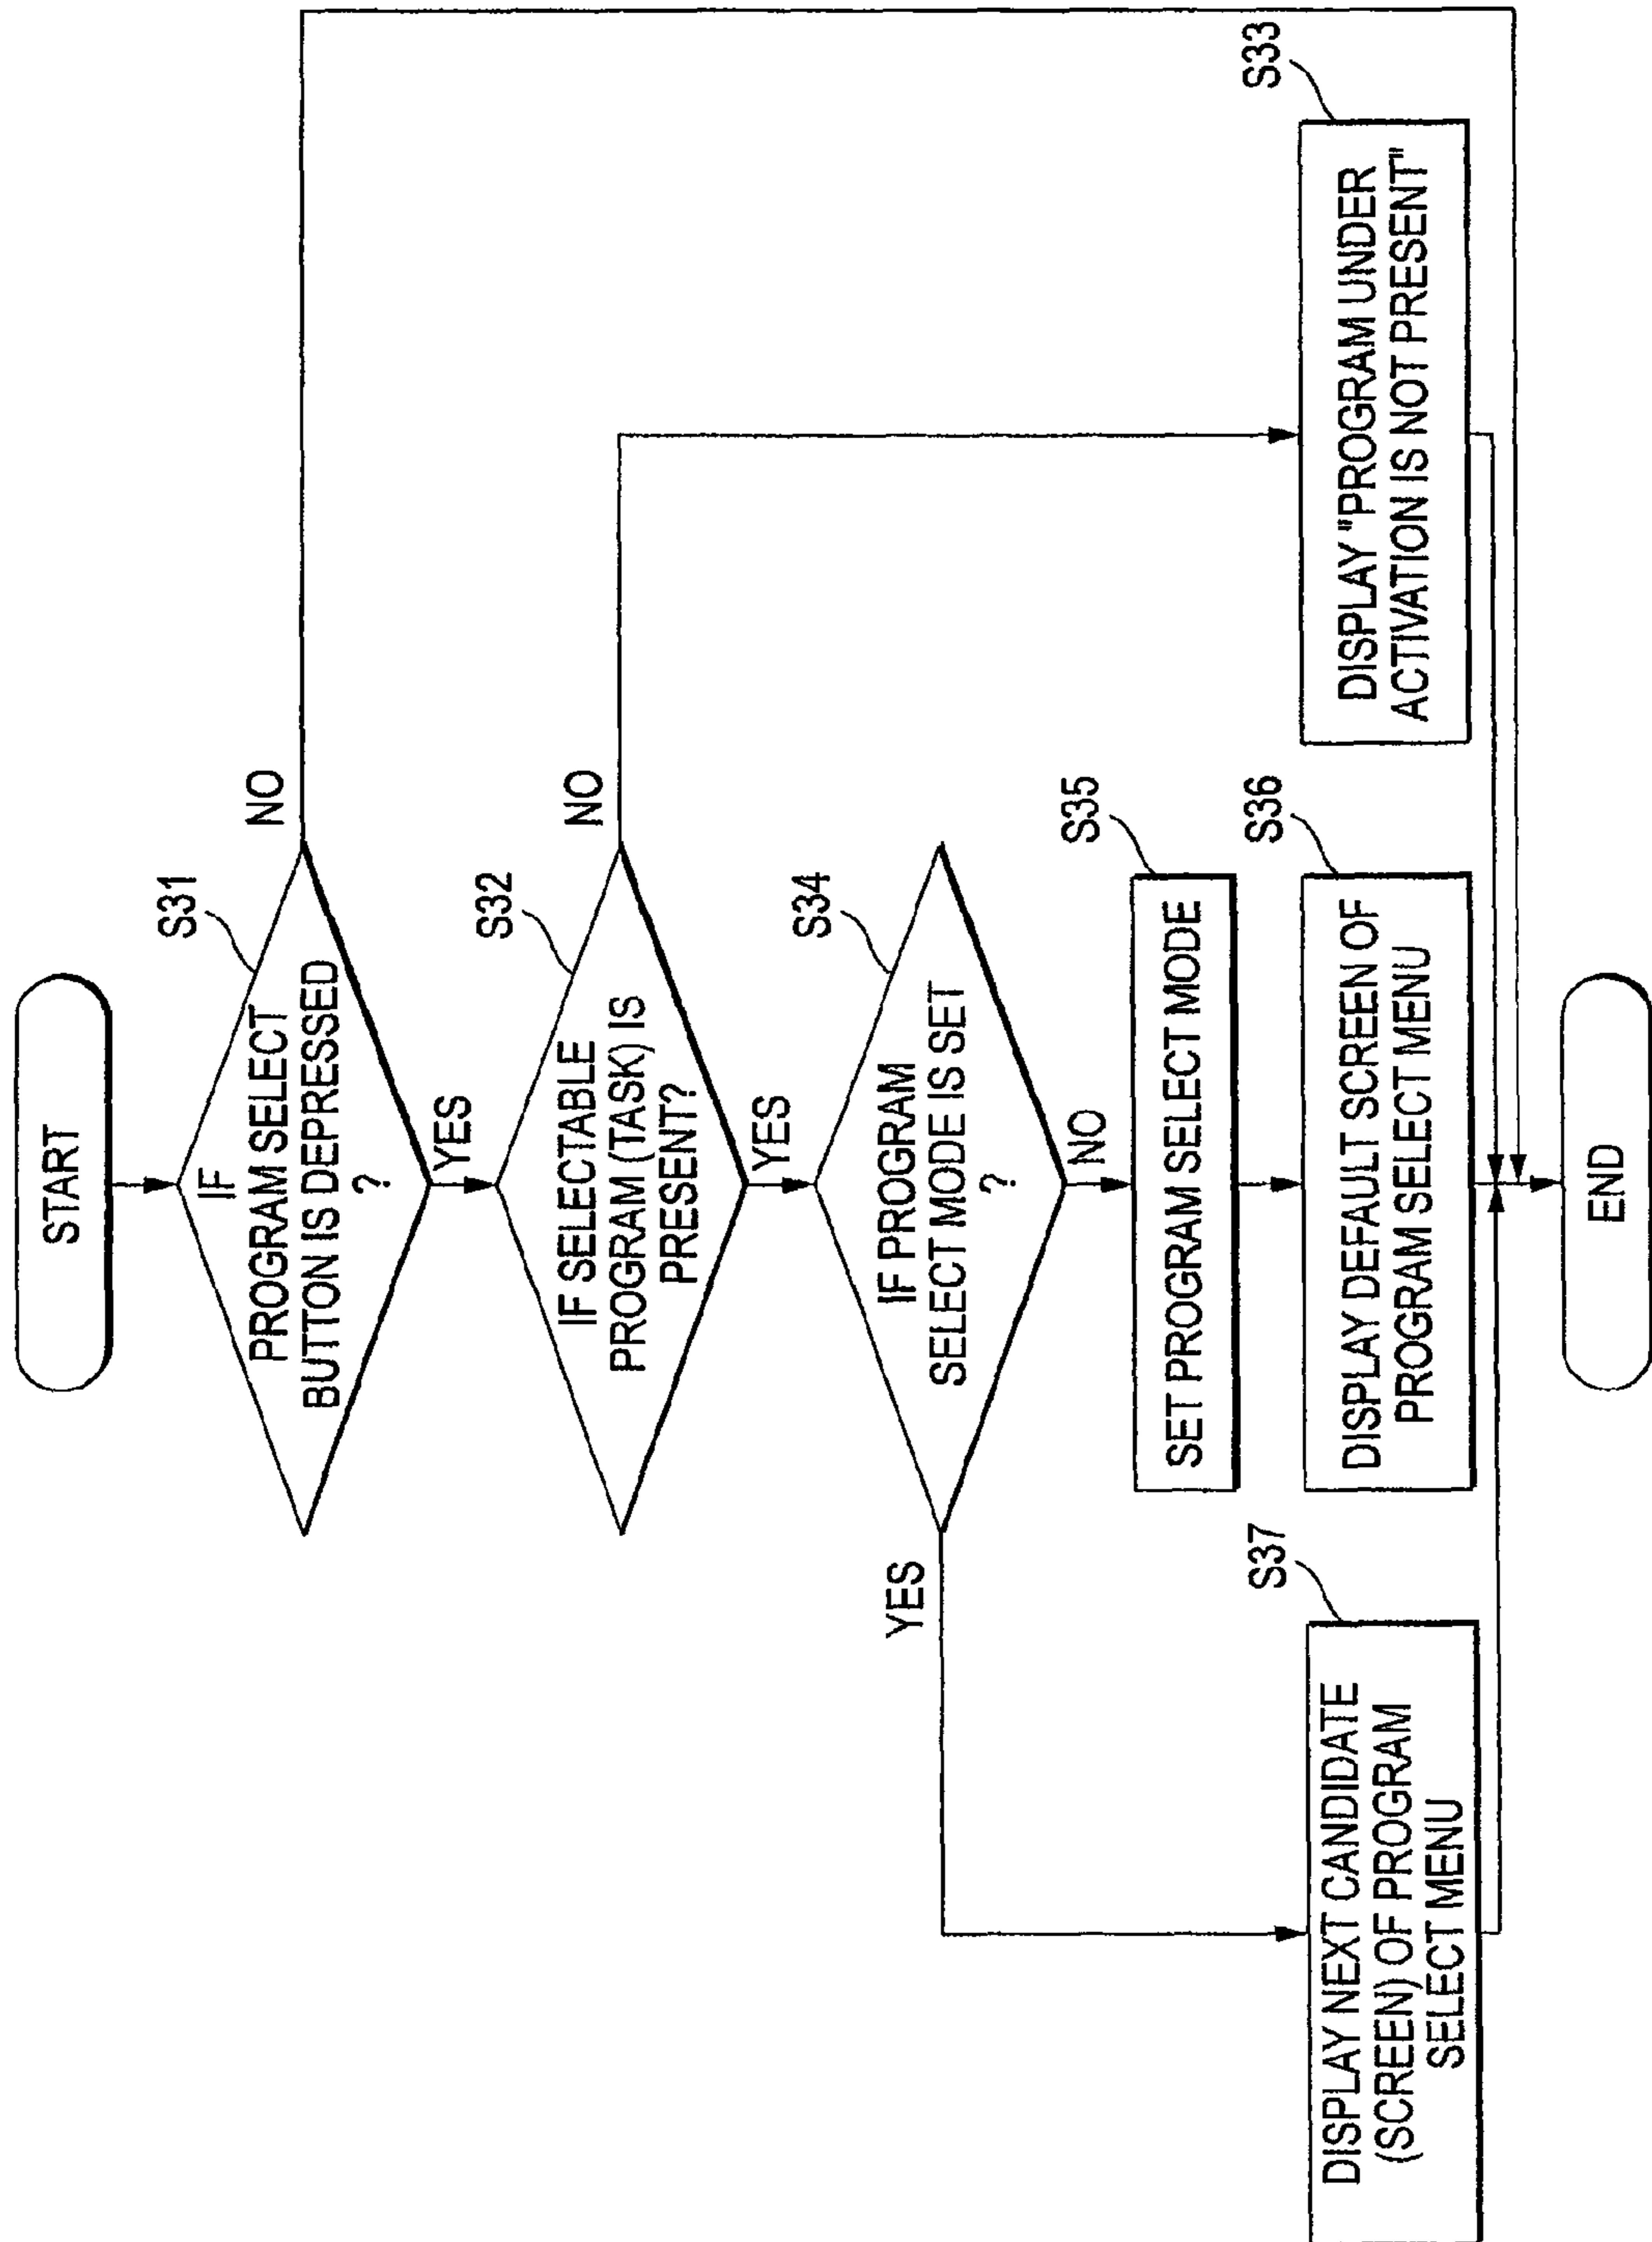 START
S31
IF
PROGRAM SELECT
BUTTON IS DEPRESSED
?
NO
YES
S32
IF SELECTABLE
PROGRAM (TASK) IS
PRESENT?
NO
YES
S34
IF PROGRAM
SELECT MODE IS SET
?
YES
NO
S35
SET PROGRAM SELECT MODE
S37
DISPLAY NEXT CANDIDATE
(SCREEN) OF PROGRAM
SELECT MENU
S36
DISPLAY DEFAULT SCREEN OF
PROGRAM SELECT MENU
S33
DISPLAY "PROGRAM UNDER
ACTIVATION IS NOT PRESENT"
END